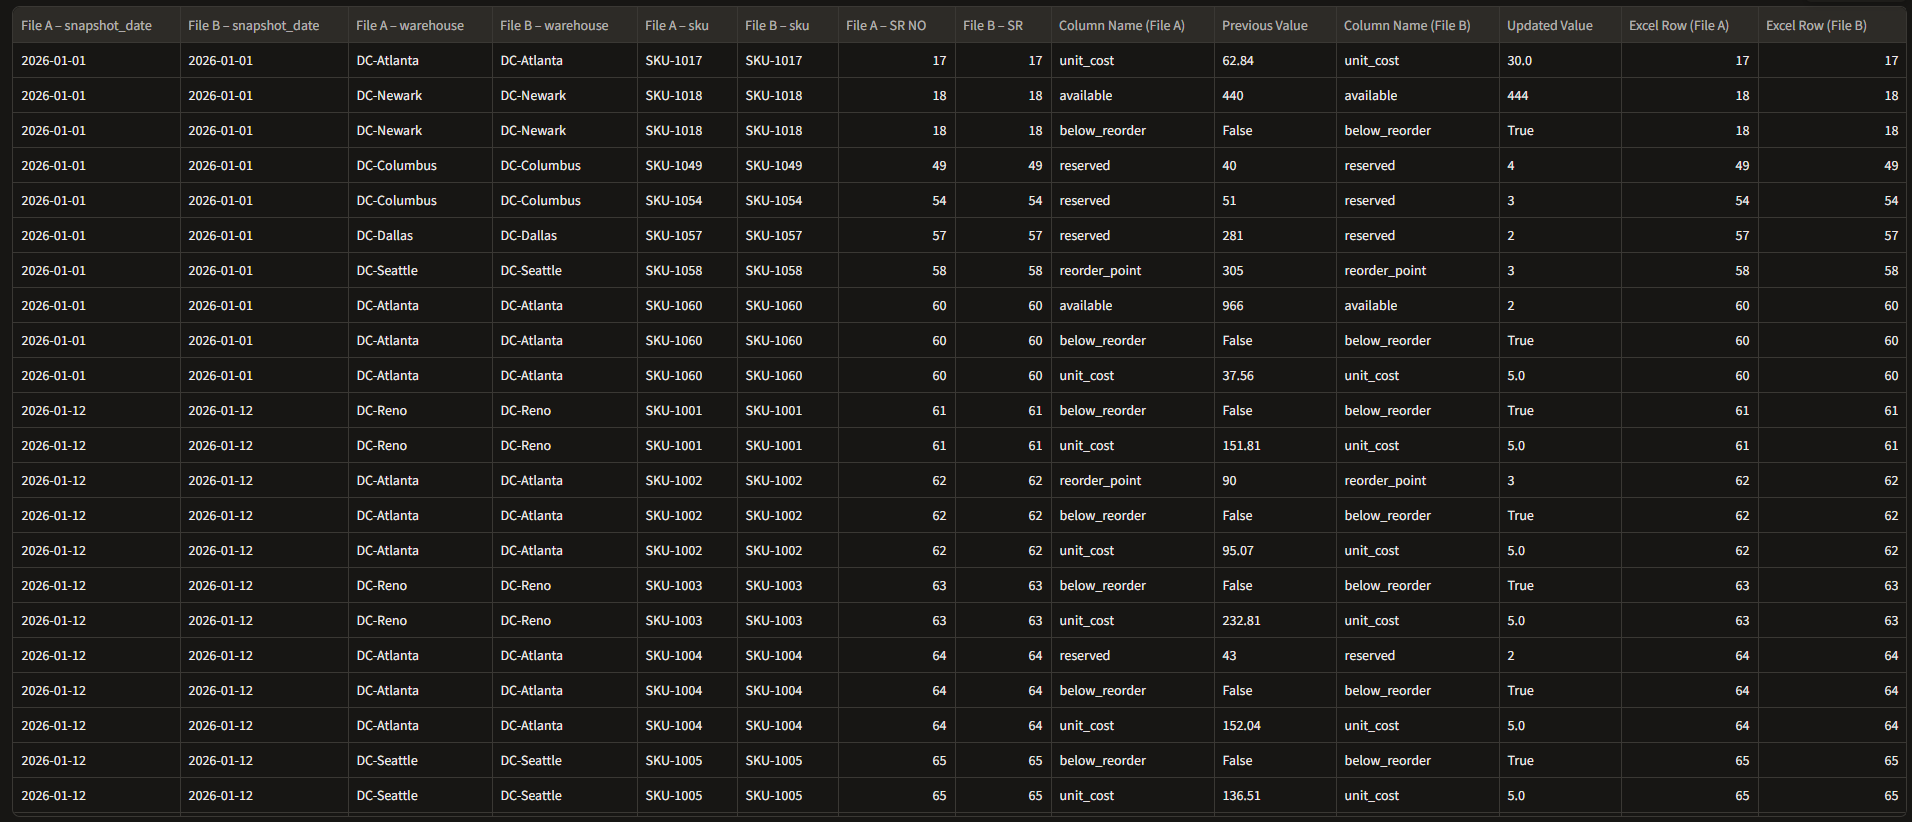 File A – snapshot_date File B – snapshot_date File A – warehouse File B – warehouse File A – sku File B – sku File A – SR NO File B – SR Column Name (File A) Previous Value Column Name (File B) Updated Value Excel Row (File A) Excel Row (File B)
2026-01-01 2026-01-01 DC-Atlanta DC-Atlanta SKU-1017 SKU-1017 17 17 unit_cost 62.84 unit_cost 30.0 17 17
2026-01-01 2026-01-01 DC-Newark DC-Newark SKU-1018 SKU-1018 18 18 available 440 available 444 18 18
2026-01-01 2026-01-01 DC-Newark DC-Newark SKU-1018 SKU-1018 18 18 below_reorder False below_reorder True 18 18
2026-01-01 2026-01-01 DC-Columbus DC-Columbus SKU-1049 SKU-1049 49 49 reserved 40 reserved 4 49 49
2026-01-01 2026-01-01 DC-Columbus DC-Columbus SKU-1054 SKU-1054 54 54 reserved 51 reserved 3 54 54
2026-01-01 2026-01-01 DC-Dallas DC-Dallas SKU-1057 SKU-1057 57 57 reserved 281 reserved 2 57 57
2026-01-01 2026-01-01 DC-Seattle DC-Seattle SKU-1058 SKU-1058 58 58 reorder_point 305 reorder_point 3 58 58
2026-01-01 2026-01-01 DC-Atlanta DC-Atlanta SKU-1060 SKU-1060 60 60 available 966 available 2 60 60
2026-01-01 2026-01-01 DC-Atlanta DC-Atlanta SKU-1060 SKU-1060 60 60 below_reorder False below_reorder True 60 60
2026-01-01 2026-01-01 DC-Atlanta DC-Atlanta SKU-1060 SKU-1060 60 60 unit_cost 37.56 unit_cost 5.0 60 60
2026-01-12 2026-01-12 DC-Reno DC-Reno SKU-1001 SKU-1001 61 61 below_reorder False below_reorder True 61 61
2026-01-12 2026-01-12 DC-Reno DC-Reno SKU-1001 SKU-1001 61 61 unit_cost 151.81 unit_cost 5.0 61 61
2026-01-12 2026-01-12 DC-Atlanta DC-Atlanta SKU-1002 SKU-1002 62 62 reorder_point 90 reorder_point 3 62 62
2026-01-12 2026-01-12 DC-Atlanta DC-Atlanta SKU-1002 SKU-1002 62 62 below_reorder False below_reorder True 62 62
2026-01-12 2026-01-12 DC-Atlanta DC-Atlanta SKU-1002 SKU-1002 62 62 unit_cost 95.07 unit_cost 5.0 62 62
2026-01-12 2026-01-12 DC-Reno DC-Reno SKU-1003 SKU-1003 63 63 below_reorder False below_reorder True 63 63
2026-01-12 2026-01-12 DC-Reno DC-Reno SKU-1003 SKU-1003 63 63 unit_cost 232.81 unit_cost 5.0 63 63
2026-01-12 2026-01-12 DC-Atlanta DC-Atlanta SKU-1004 SKU-1004 64 64 reserved 43 reserved 2 64 64
2026-01-12 2026-01-12 DC-Atlanta DC-Atlanta SKU-1004 SKU-1004 64 64 below_reorder False below_reorder True 64 64
2026-01-12 2026-01-12 DC-Atlanta DC-Atlanta SKU-1004 SKU-1004 64 64 unit_cost 152.04 unit_cost 5.0 64 64
2026-01-12 2026-01-12 DC-Seattle DC-Seattle SKU-1005 SKU-1005 65 65 below_reorder False below_reorder True 65 65
2026-01-12 2026-01-12 DC-Seattle DC-Seattle SKU-1005 SKU-1005 65 65 unit_cost 136.51 unit_cost 5.0 65 65